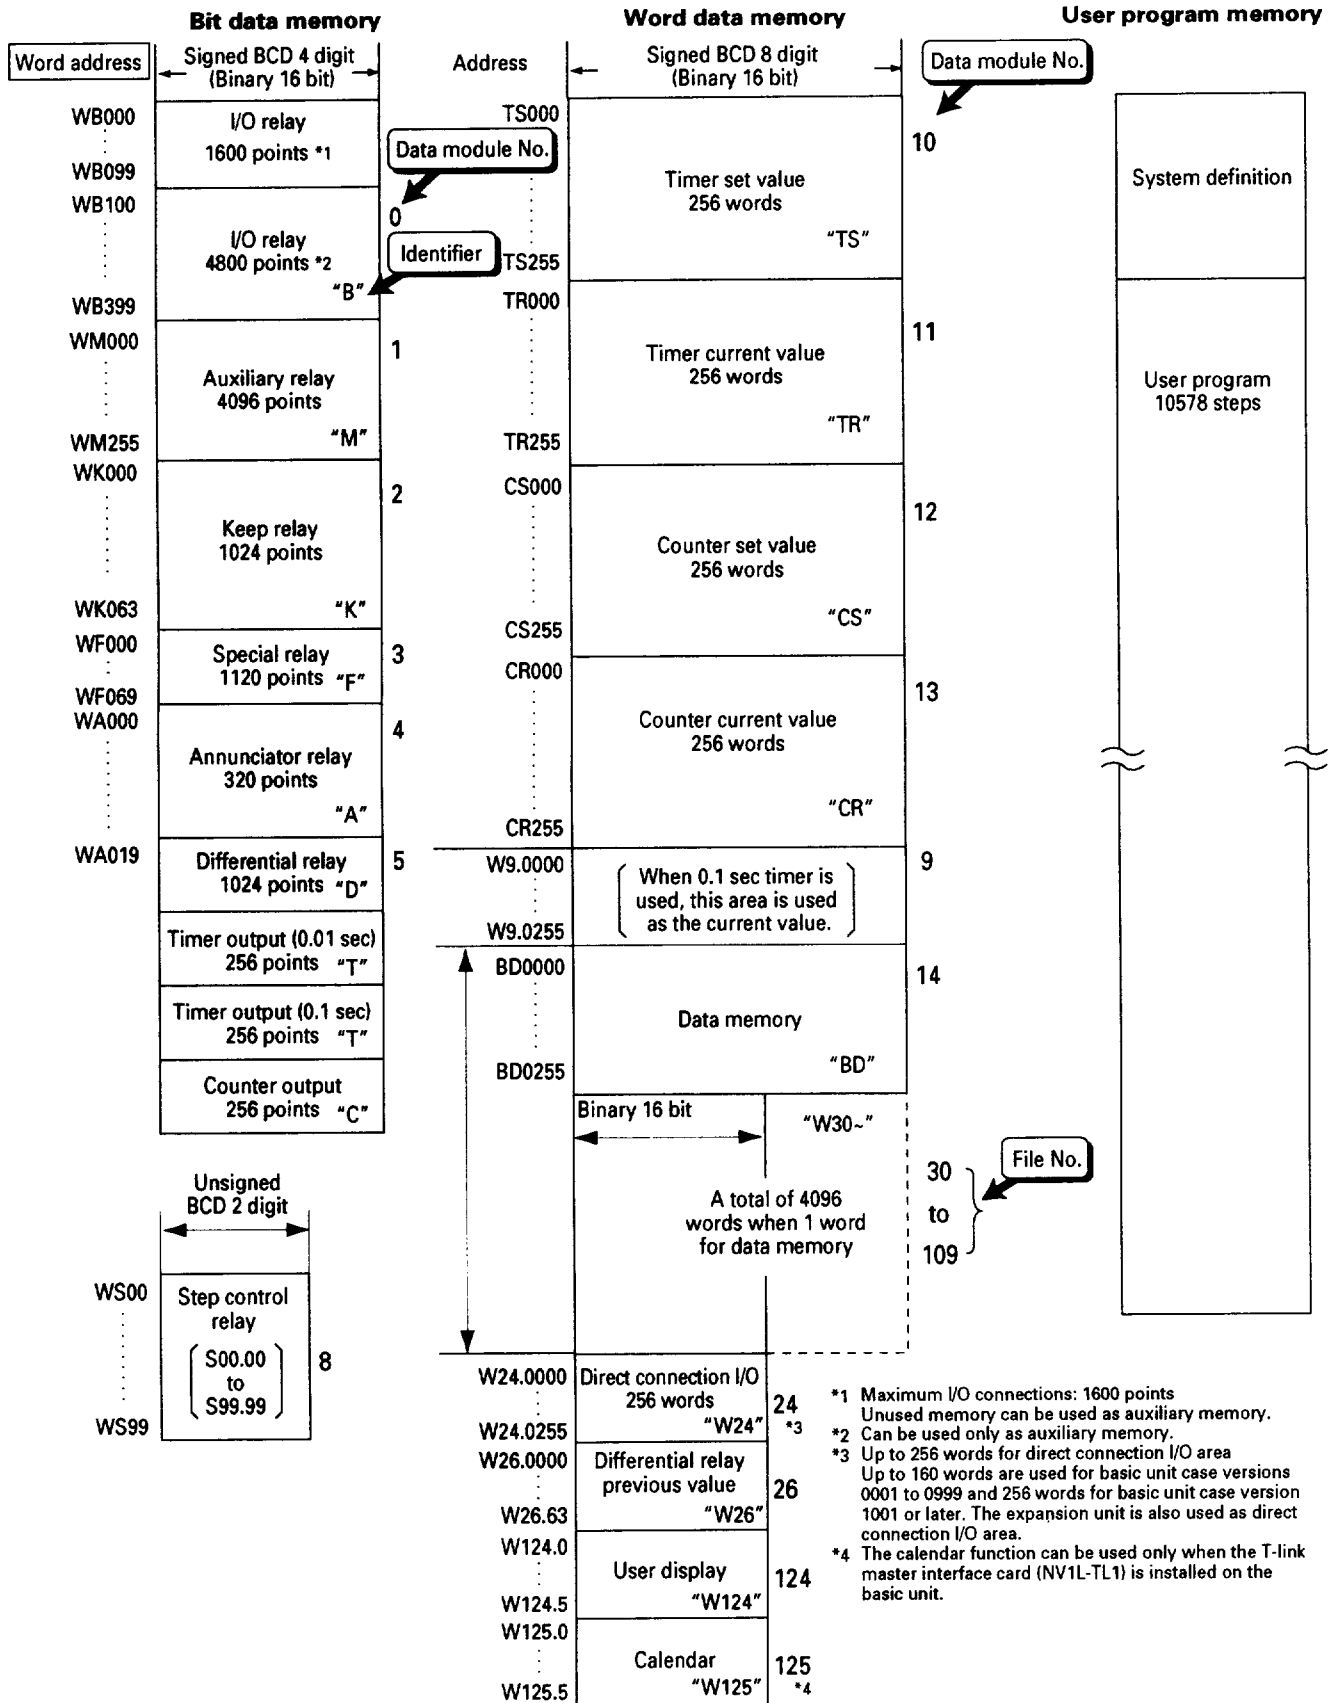 Bit data memory
Word address
Signed BCD 4 digit
(Binary 16 bit)
WB000
I/O relay
1600 points *1
WB099
Data module No.
WB100
0
I/O relay
4800 points *2
Identifier
"B"
WB399
WM000
1
Auxiliary relay
4096 points
"M"
WM255
WK000
2
Keep relay
1024 points
WK063
"K"
WF000
Special relay
3
1120 points "F"
WF069
WA000
4
Annunciator relay
320 points
"A"
WA019
Differential relay
5
1024 points "D"
Timer output (0.01 sec)
256 points "T"
Timer output (0.1 sec)
256 points "T"
Counter output
256 points "C"
Unsigned
BCD 2 digit
WS00
Step control
relay
S00.00
to
S99.99
8
WS99
Word data memory
Address
Signed BCD 8 digit
(Binary 16 bit)
Data module No.
TS000
10
Timer set value
256 words
"TS"
TS255
TR000
11
Timer current value
256 words
"TR"
TR255
CS000
12
Counter set value
256 words
"CS"
CS255
CR000
13
Counter current value
256 words
"CR"
CR255
W9.0000
9
When 0.1 sec timer is
used, this area is used
as the current value.
W9.0255
BD0000
14
Data memory
"BD"
BD0255
Binary 16 bit
"W30~"
30
to
109
File No.
A total of 4096
words when 1 word
for data memory
W24.0000
Direct connection I/O
256 words
24
"W24"
*3
W24.0255
W26.0000
Differential relay
previous value
26
W26.63
"W26"
W124.0
User display
124
W124.5
"W124"
W125.0
Calendar
125
W125.5
"W125"
*4
User program memory
System definition
User program
10578 steps
*1 Maximum I/O connections: 1600 points
Unused memory can be used as auxiliary memory.
*2 Can be used only as auxiliary memory.
*3 Up to 256 words for direct connection I/O area
Up to 160 words are used for basic unit case versions
0001 to 0999 and 256 words for basic unit case version
1001 or later. The expansion unit is also used as direct
connection I/O area.
*4 The calendar function can be used only when the T-link
master interface card (NV1L-TL1) is installed on the
basic unit.